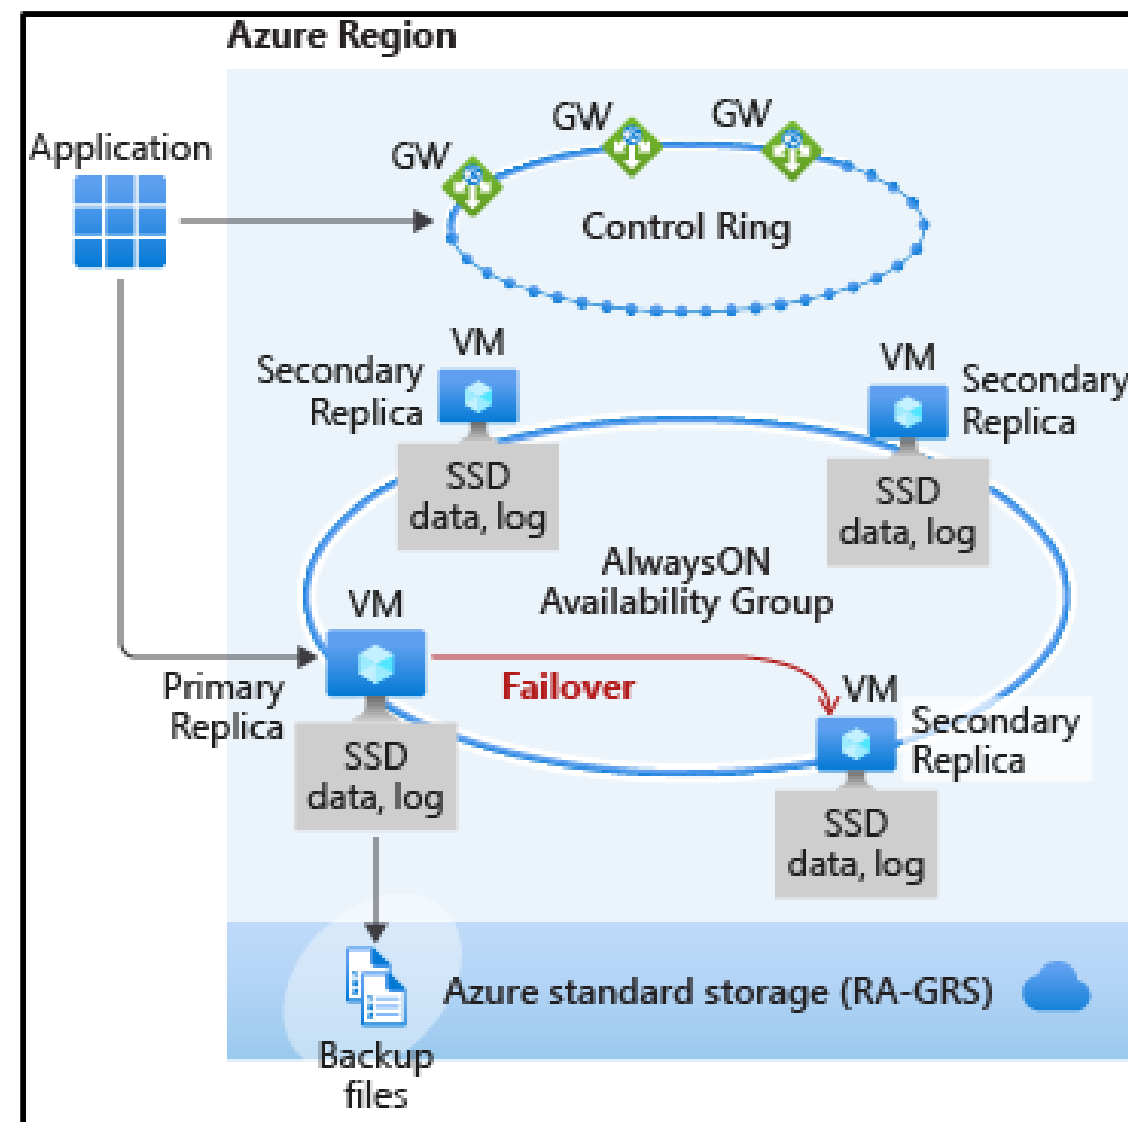 Azure Region
Application
GW
GW
GW
Control Ring
VM
Secondary
Replica
SSD
data, log
VM
Secondary
Replica
SSD
data, log
AlwaysON
Availability Group
VM
Primary
Replica
SSD
data, log
Failover
VM
Secondary
Replica
SSD
data, log
Azure standard storage (RA-GRS)
Backup
files